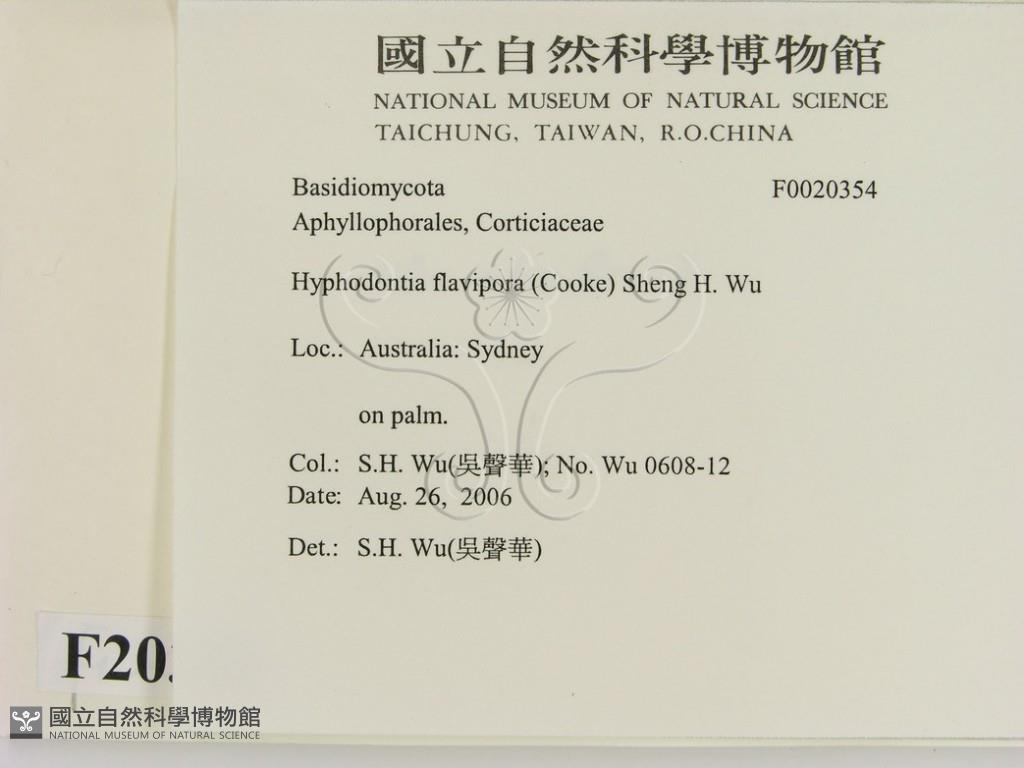 國立自然科學博物館
NATIONAL MUSEUM OF NATURAL SCIENCE
TAICHUNG, TAIWAN, R.O.CHINA
Basidiomycota F0020354
Aphyllophorales, Corticiaceae
Hyphodontia flavipora (Cooke) Sheng H. Wu
Loc.: Australia: Sydney
on palm.
Col.: S.H. Wu(吳聲華); No. Wu 0608-12
Date: Aug. 26, 2006
Det.: S.H. Wu(吳聲華)
F20
國立自然科學博物館
NATIONAL MUSEUM OF NATURAL SCIENCE